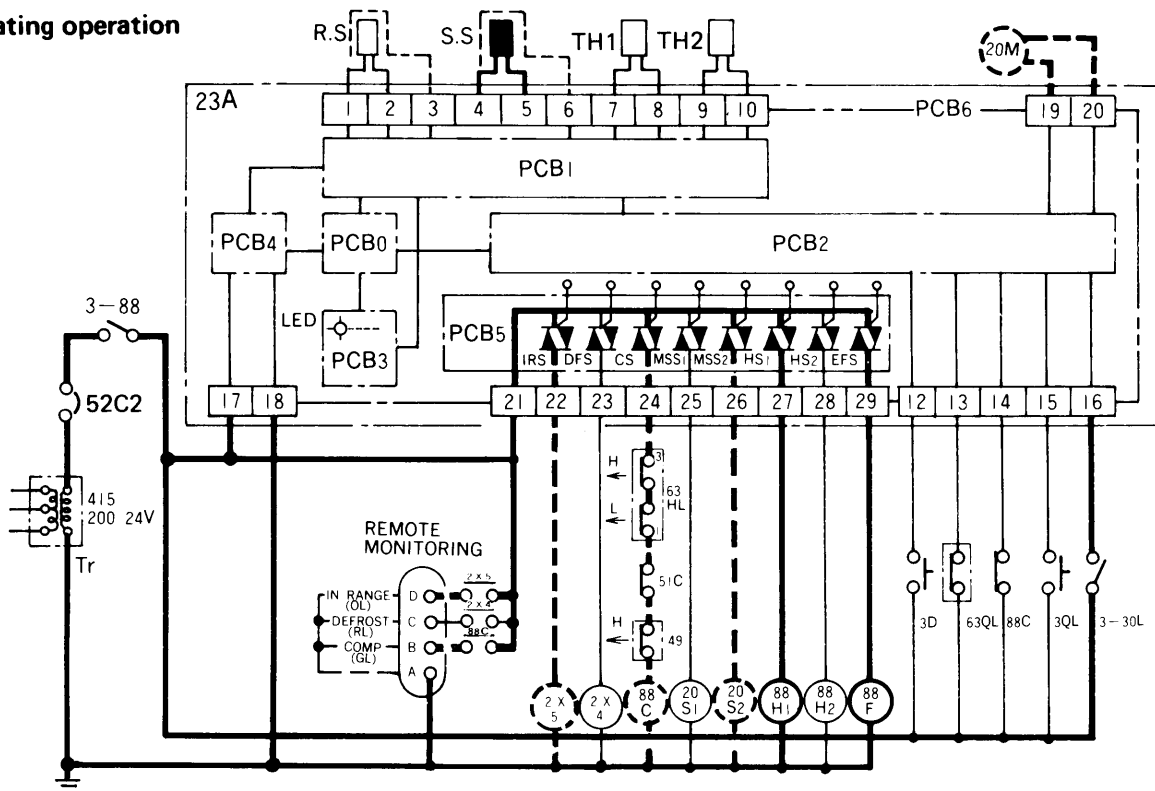 ating operation
R.S S.S TH1 TH2 20M
23A
1 2 3 4 5 6 7 8 9 10 PCB6 19 20
PCB1
PCB4 PCB0 PCB2
3-88
LED
PCB3
PCB5
IRS DFS CS MSS1 MSS2 HS1 HS2 EFS
52C2
17 18 21 22 23 24 25 26 27 28 29 12 13 14 15 16
415
200 24V
Tr
H 3
63
HL
L
1
REMOTE
MONITORING
51C
H 49
IN RANGE
(OL)
D 2X5
DEFROST
(RL)
C 2X4
COMP
(GL)
B 88C
A
3D 63QL 88C 3QL 3-30L
2X
5
2X
4
88
C
20
S1
20
S2
88
H1
88
H2
88
F